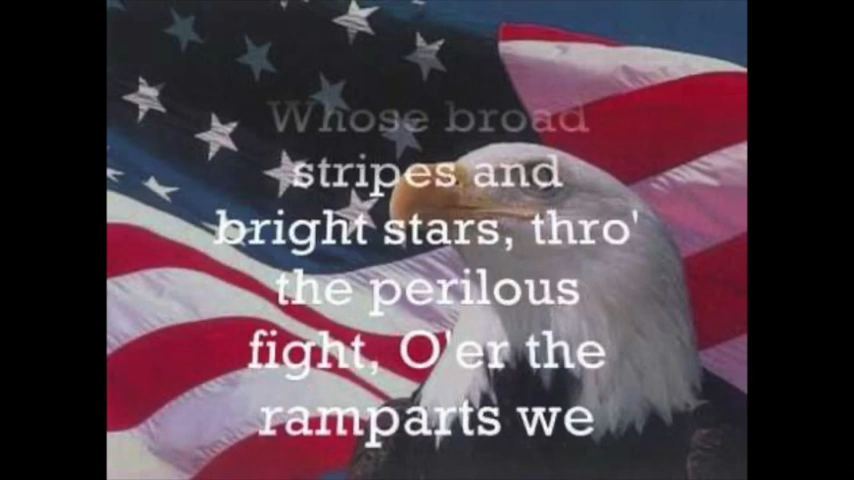 Whose broad
stripes and
bright stars, thro'
the perilous
fight, O'er the
ramparts we